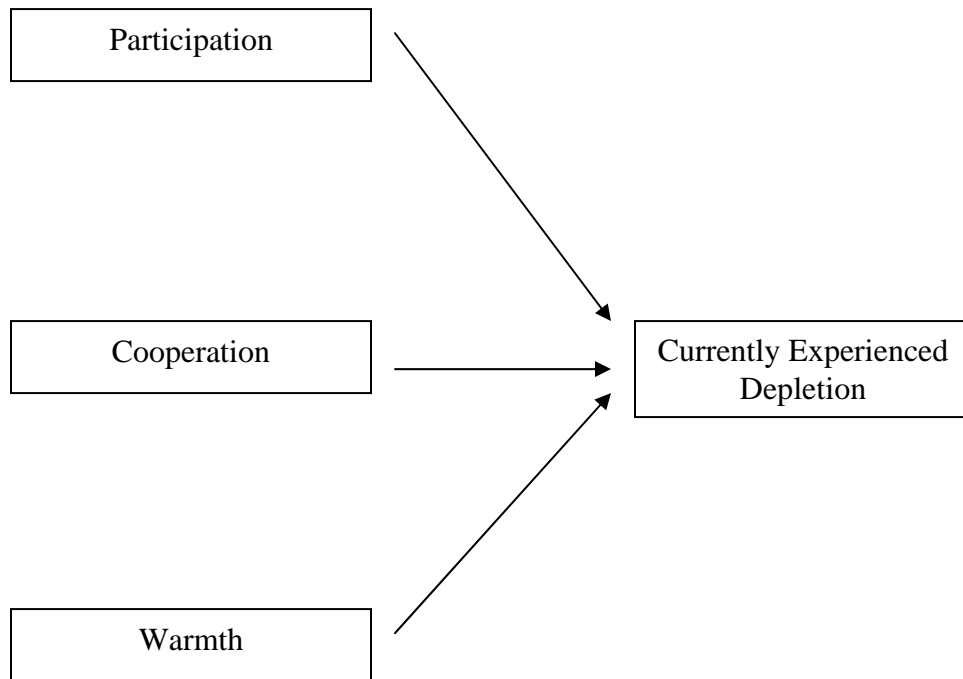 Participation
Cooperation
Currently Experienced
Depletion
Warmth